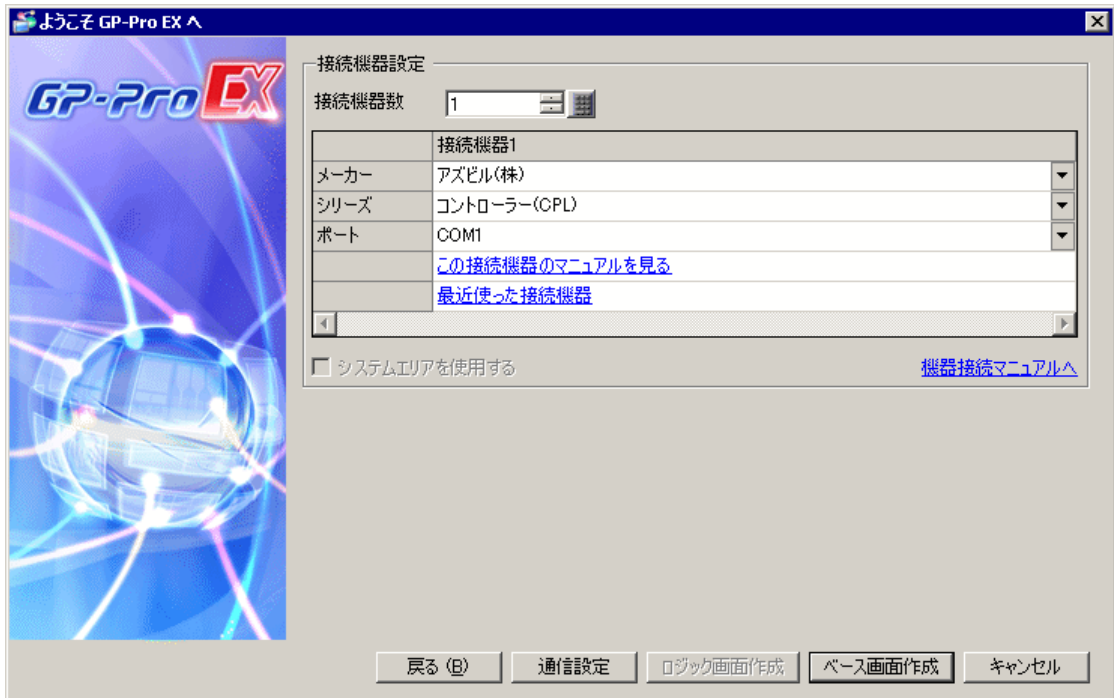 ようこそ GP-Pro EX へ
GP-Pro EX
接続機器設定
接続機器数 1
接続機器1
メーカー アズビル(株)
シリーズ コントローラー(CPL)
ポート COM1
この接続機器のマニュアルを見る
最近使った接続機器
システムエリアを使用する 機器接続マニュアルへ
戻る (B) 通信設定 ロジック画面作成 ベース画面作成 キャンセル